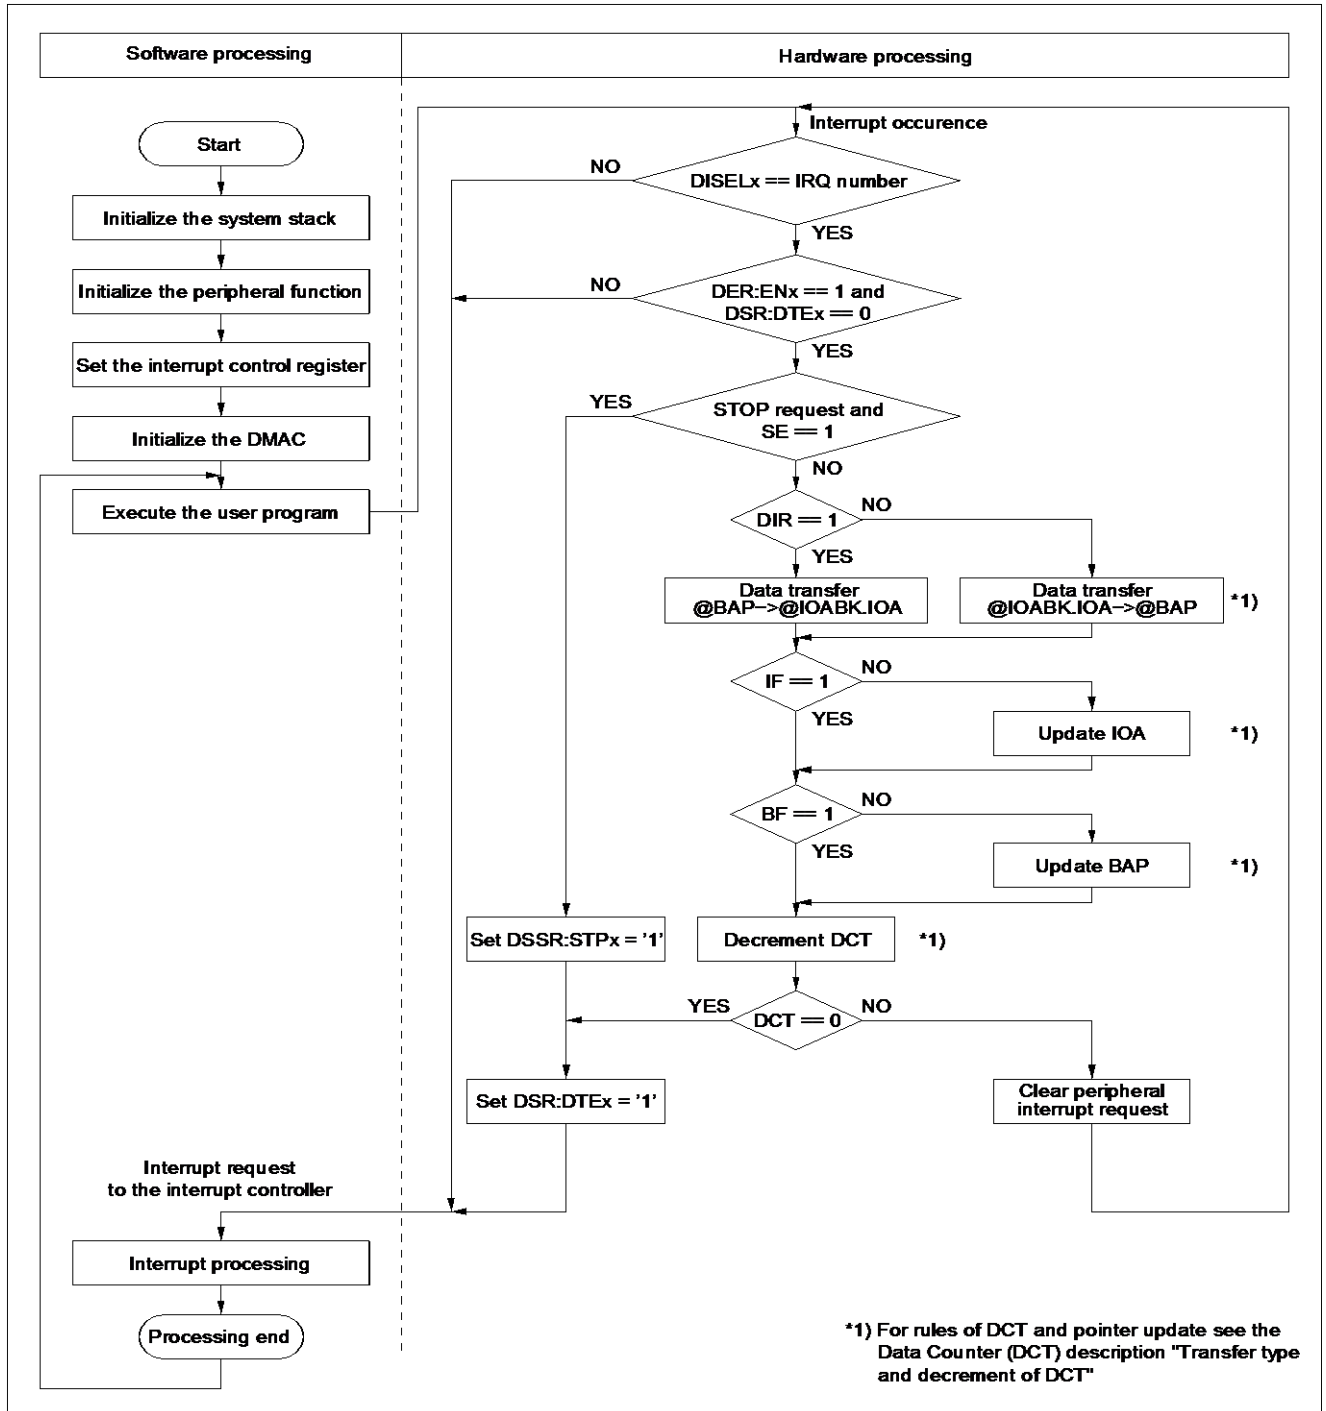 Software processing
Hardware processing
Start
Initialize the system stack
Initialize the peripheral function
Set the interrupt control register
Initialize the DMAC
Execute the user program
Interrupt occurence
NO
DISELx == IRQ number
YES
NO
DER:ENx == 1 and
DSR:DTEx == 0
YES
YES
STOP request and
SE == 1
NO
DIR == 1
NO
YES
Data transfer
@BAP->@IOABK.IOA
Data transfer
@IOABK.IOA->@BAP
*1)
IF == 1
NO
YES
Update IOA
*1)
BF == 1
NO
YES
Update BAP
*1)
Set DSSR:STPx = '1'
Decrement DCT
*1)
YES
DCT == 0
NO
Set DSR:DTEx = '1'
Clear peripheral
interrupt request
Interrupt request
to the interrupt controller
Interrupt processing
Processing end
*1) For rules of DCT and pointer update see the
Data Counter (DCT) description "Transfer type
and decrement of DCT"